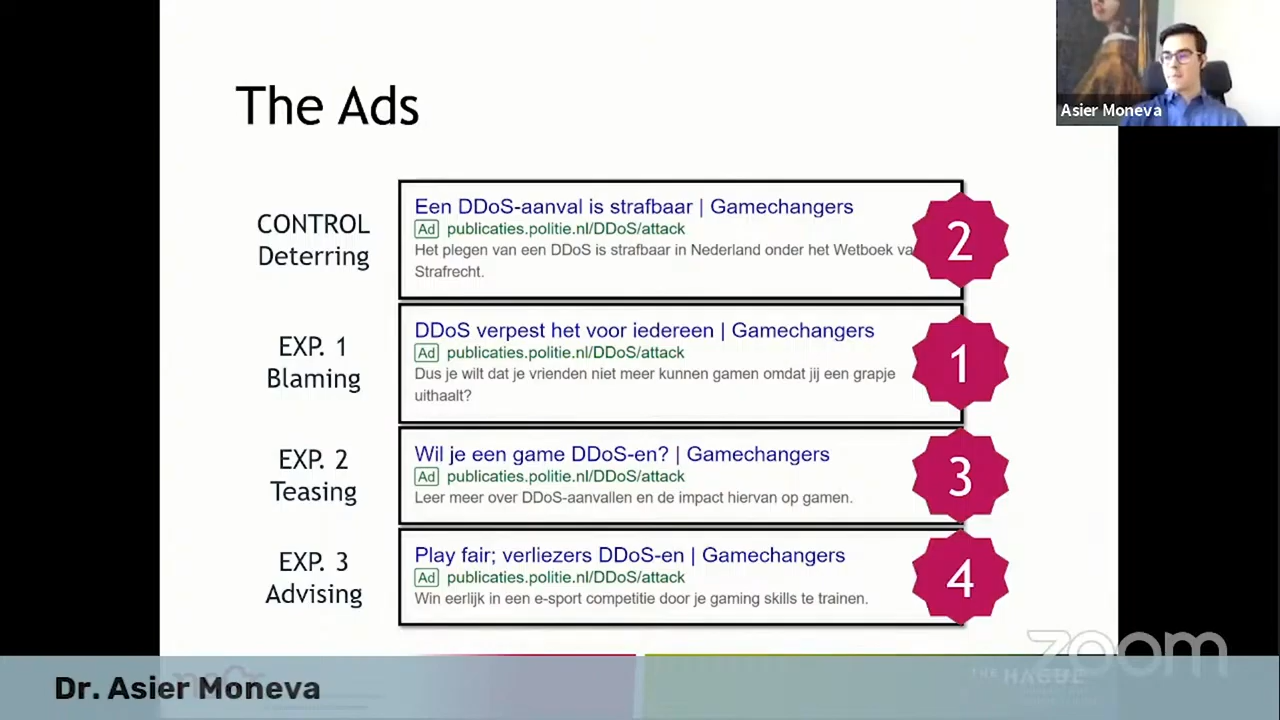 Asier Moneva
The Ads
CONTROL
Deterring
Een DDoS-aanval is strafbaar | Gamechangers
Ad publicaties.politie.nl/DDoS/attack
Het plegen van een DDoS is strafbaar in Nederland onder het Wetboek
Strafrecht.
2
EXP. 1
Blaming
DDoS verpest het voor iedereen | Gamechangers
Ad publicaties.politie.nl/DDoS/attack
Dus je wilt dat je vrienden niet meer kunnen gamen omdat jij een grapje
uithaalt?
1
EXP. 2
Teasing
Wil je een game DDoS-en? | Gamechangers
Ad publicaties.politie.nl/DDoS/attack
Leer meer over DDoS-aanvallen en de impact hiervan op gamen.
3
EXP. 3
Advising
Play fair; verliezers DDoS-en | Gamechangers
Ad publicaties.politie.nl/DDoS/attack
Win eerlijk in een e-sport competitie door je gaming skills te trainen.
4
zoom
THE HAGUE
Dr. Asier Moneva